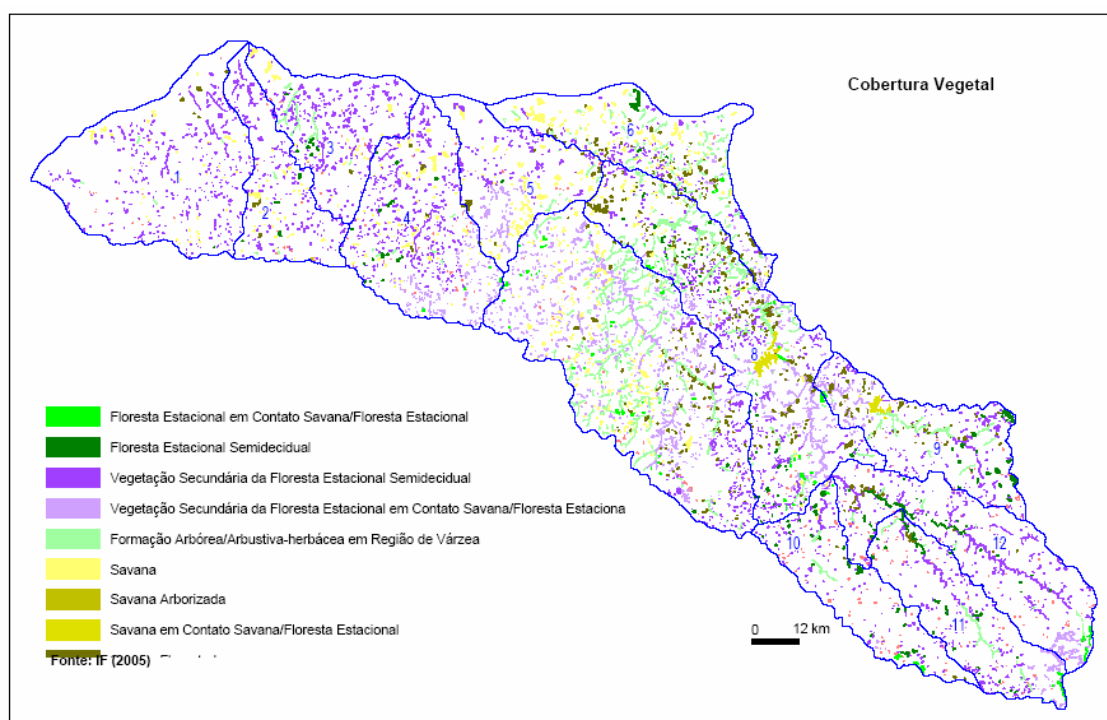 Cobertura Vegetal
6
3
1
5
2
4
8
7
9
12
10
11
Floresta Estacional em Contato Savana/Floresta Estacional
Floresta Estacional Semidecidual
Vegetação Secundária da Floresta Estacional Semidecidual
Vegetação Secundária da Floresta Estacional em Contato Savana/Floresta Estaciona
Formação Arbórea/Arbustiva-herbácea em Região de Várzea
Savana
Savana Arborizada
Savana em Contato Savana/Floresta Estacional
0 12 km
Fonte: IF (2005)